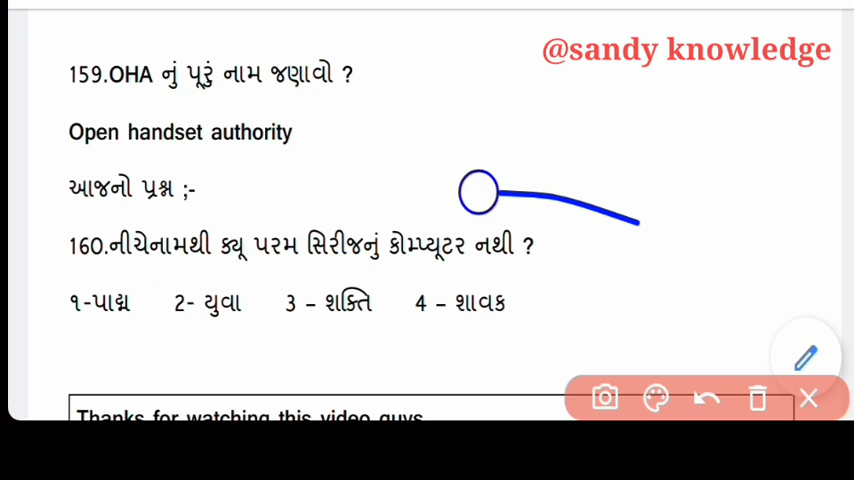 @sandy knowledge
159.OHA નું પૂરું નામ જણાવો ?
Open handset authority
આજનો પ્રશ્ન ;-
160.નીચેનામથી ક્યૂ પરમ સિરીજનું કોમ્પ્યૂટર નથી ?
૧-પાદ્મ 2- યુવા 3 – શક્તિ 4 – શાવક
Thanks for watching this video guys